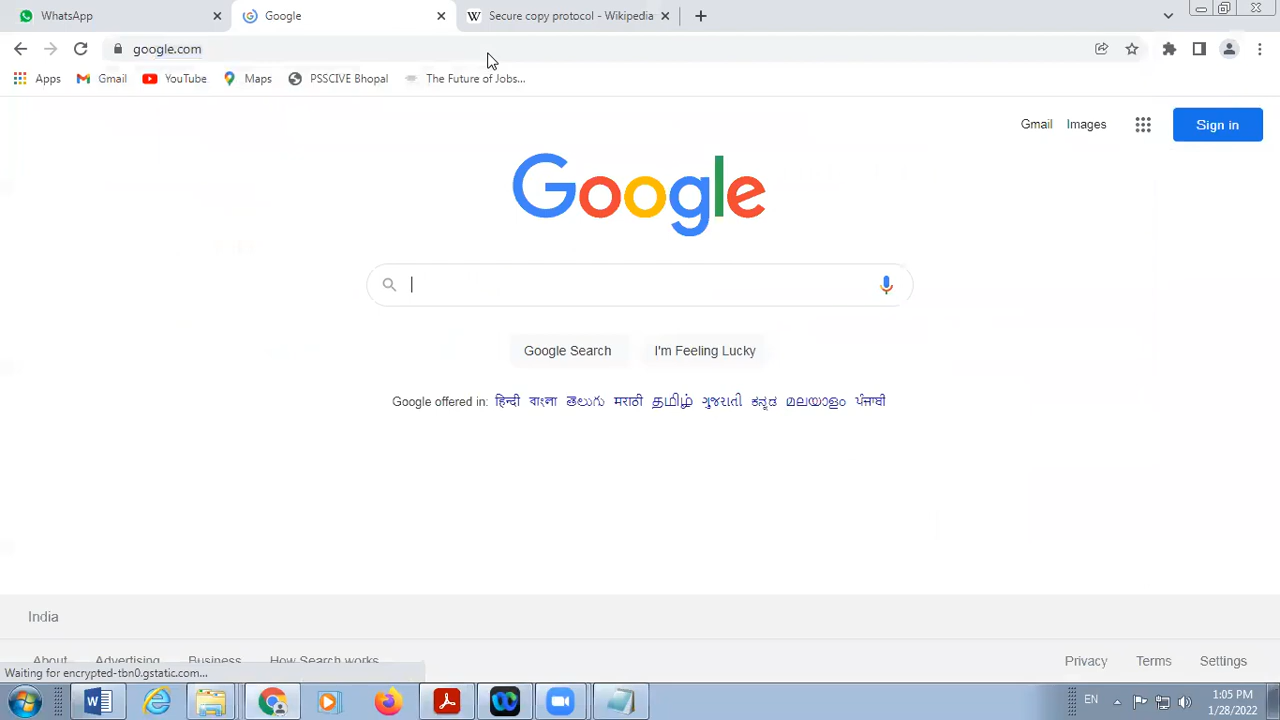 WhatsApp Google Secure copy protocol - Wikipedia
google.com
Apps Gmail YouTube Maps PSSCIVE Bhopal The Future of Jobs...
Gmail Images Sign in
Google
Google Search I'm Feeling Lucky
Google offered in: हिन्दी বাংলা తెలుగు मराठी தமிழ் ગુજરાતી ಕನ್ನಡ മലയാളം ਪੰਜਾਬੀ
India
About Advertising Business How Search works Privacy Terms Settings
Waiting for encrypted-tbn0.gstatic.com...
EN 1:05 PM
1/28/2022